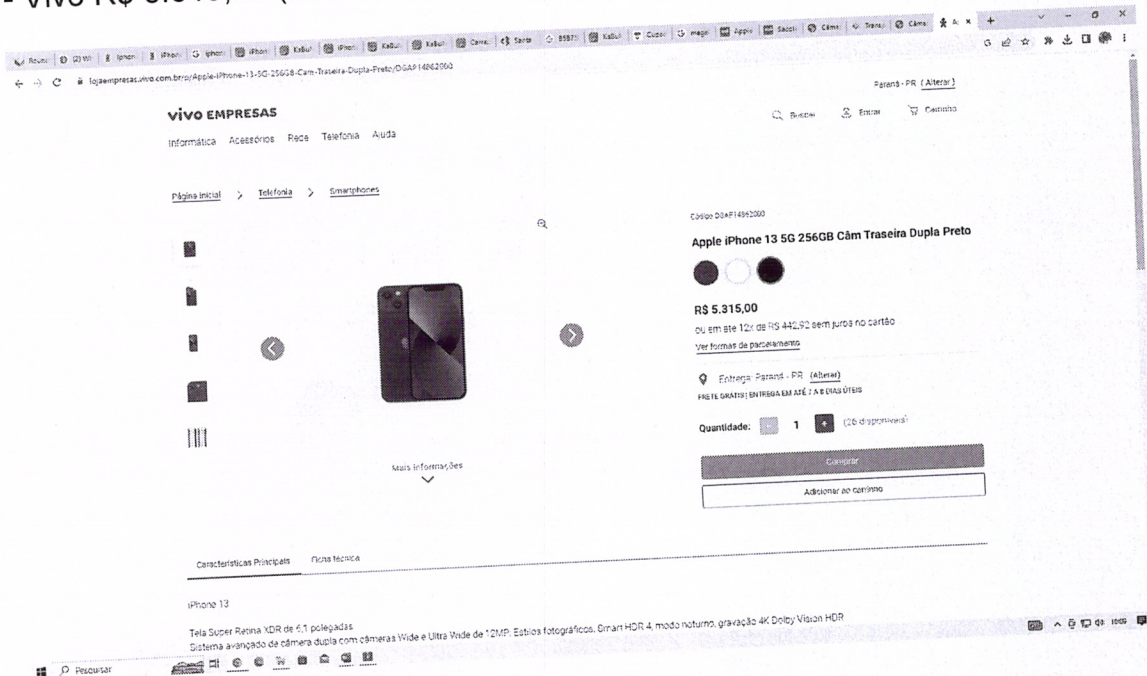 - Vivo R$
lojaempresas.vivo.com.br/p/Apple-iPhone-13-5G-256GB-Cam-Traseira-Dupla-Preto/DGAP14862000
Paraná - PR (Alterar)
vivo EMPRESAS
Buscar Entrar Carrinho
Informática Acessórios Rede Telefonia Ajuda
Página Inicial > Telefonia > Smartphones
Código DGAP14862000
Apple iPhone 13 5G 256GB Câm Traseira Dupla Preto
R$ 5.315,00
ou em até 12x de R$ 442,92 sem juros no cartão
Ver formas de parcelamento
Entrega: Paraná - PR (Alterar)
FRETE GRÁTIS | ENTREGA EM ATÉ 7 A 8 DIAS ÚTEIS
Quantidade: - 1 + (26 disponíveis)
Comprar
Adicionar ao carrinho
Mais informações
Características Principais Ficha técnica
iPhone 13
Tela Super Retina XDR de 6,1 polegadas
Sistema avançado de câmera dupla com câmeras Wide e Ultra Wide de 12MP; Estilos fotográficos, Smart HDR 4, modo noturno, gravação 4K Dolby Vision HDR
Pesquisar